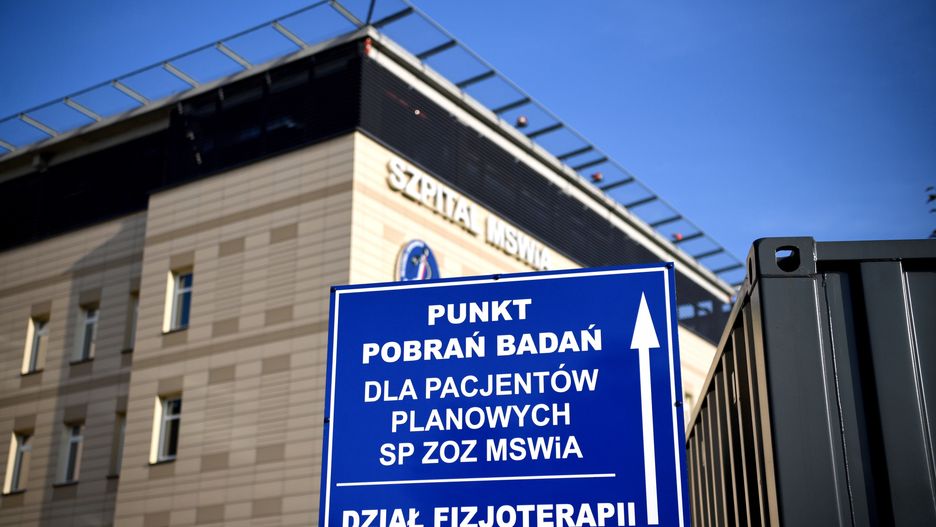 SZPITAL MSWiA
PUNKT
POBRAŃ BADAŃ
DLA PACJENTÓW
PLANOWYCH
SP ZOZ MSWiA
DZIAŁ FIZJOTERAPII